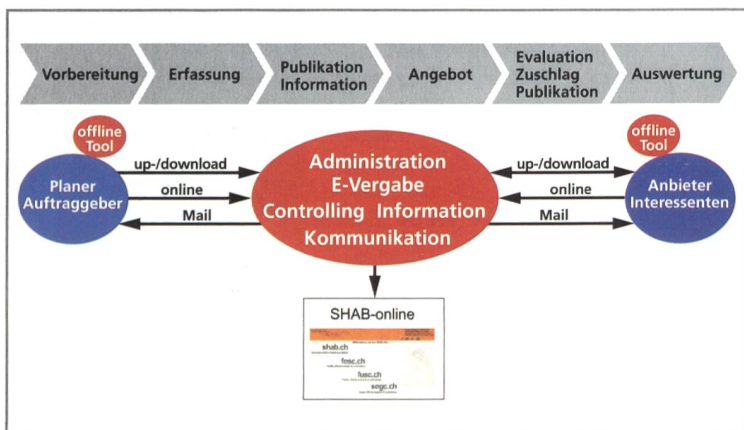 Vorbereitung
Erfassung
Publikation
Information
Angebot
Evaluation
Zuschlag
Publikation
Auswertung
offline
Tool
Planer
Auftraggeber
up-/download
online
Mail
Administration
E-Vergabe
Controlling Information
Kommunikation
up-/download
online
Mail
offline
Tool
Anbieter
Interessenten
SHAB-online
shab.ch
fosc.ch
fusc.ch
sogc.ch